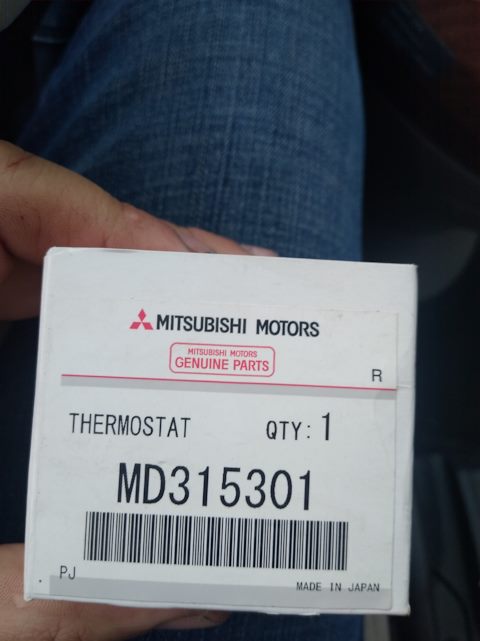 MITSUBISHI MOTORS
MITSUBISHI MOTORS
GENUINE PARTS
R
THERMOSTAT QTY: 1
MD315301
PJ
MADE IN JAPAN